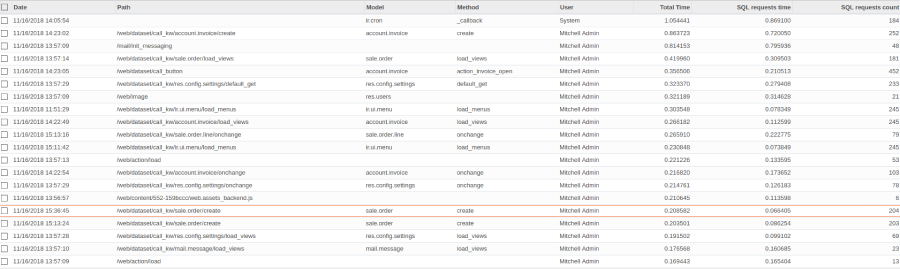 Date Path Model Method User Total Time SQL requests time SQL requests count
11/16/2018 14:05:54 ir.cron _callback System 1.054441 0.869100 184
11/16/2018 14:23:02 /web/dataset/call_kw/account.invoice/create account.invoice create Mitchell Admin 0.863723 0.720050 252
11/16/2018 13:57:09 /mail/init_messaging Mitchell Admin 0.814153 0.795936 48
11/16/2018 13:57:14 /web/dataset/call_kw/sale.order/load_views sale.order load_views Mitchell Admin 0.419960 0.309503 181
11/16/2018 14:23:05 /web/dataset/call_button account.invoice action_invoice_open Mitchell Admin 0.356506 0.210513 452
11/16/2018 13:57:29 /web/dataset/call_kw/res.config.settings/default_get res.config.settings default_get Mitchell Admin 0.323370 0.279408 233
11/16/2018 13:57:09 /web/image res.users Mitchell Admin 0.321189 0.314628 21
11/16/2018 11:51:29 /web/dataset/call_kw/ir.ui.menu/load_menus ir.ui.menu load_menus Mitchell Admin 0.303548 0.078349 245
11/16/2018 14:22:49 /web/dataset/call_kw/account.invoice/load_views account.invoice load_views Mitchell Admin 0.266182 0.112599 245
11/16/2018 15:13:16 /web/dataset/call_kw/sale.order.line/onchange sale.order.line onchange Mitchell Admin 0.265910 0.222775 79
11/16/2018 15:11:42 /web/dataset/call_kw/ir.ui.menu/load_menus ir.ui.menu load_menus Mitchell Admin 0.230848 0.073849 245
11/16/2018 13:57:13 /web/action/load Mitchell Admin 0.221226 0.133595 53
11/16/2018 14:22:54 /web/dataset/call_kw/account.invoice/onchange account.invoice onchange Mitchell Admin 0.216820 0.173652 103
11/16/2018 13:57:29 /web/dataset/call_kw/res.config.settings/onchange res.config.settings onchange Mitchell Admin 0.214761 0.126183 78
11/16/2018 13:56:57 /web/content/552-159bccc/web.assets_backend.js Mitchell Admin 0.210645 0.113598 8
11/16/2018 15:36:45 /web/dataset/call_kw/sale.order/create sale.order create Mitchell Admin 0.208582 0.066405 204
11/16/2018 15:13:24 /web/dataset/call_kw/sale.order/create sale.order create Mitchell Admin 0.203501 0.086254 203
11/16/2018 13:57:28 /web/dataset/call_kw/res.config.settings/load_views res.config.settings load_views Mitchell Admin 0.191502 0.099102 69
11/16/2018 13:57:10 /web/dataset/call_kw/mail.message/load_views mail.message load_views Mitchell Admin 0.176568 0.160685 23
11/16/2018 13:57:09 /web/action/load Mitchell Admin 0.169443 0.165404 13